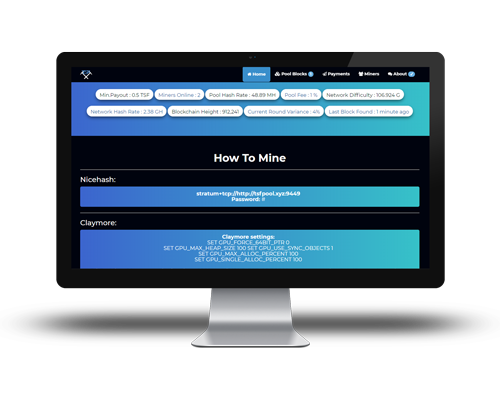 Home Pool Blocks Payments Miners About
Min.Payout : 0.5 TSF Miners Online : 2 Pool Hash Rate : 48.89 MH Pool Fee : 1 % Network Difficulty : 106.924 G
Network Hash Rate : 2.38 GH Blockchain Height : 912,241 Current Round Variance : 4% Last Block Found : 1 minute ago
How To Mine
Nicehash:
stratum+tcp://http://tsfpool.xyz:9449
Password: #
Claymore:
Claymore settings:
SET GPU_FORCE_64BIT_PTR 0
SET GPU_MAX_HEAP_SIZE 100 SET GPU_USE_SYNC_OBJECTS 1
SET GPU_MAX_ALLOC_PERCENT 100
SET GPU_SINGLE_ALLOC_PERCENT 100